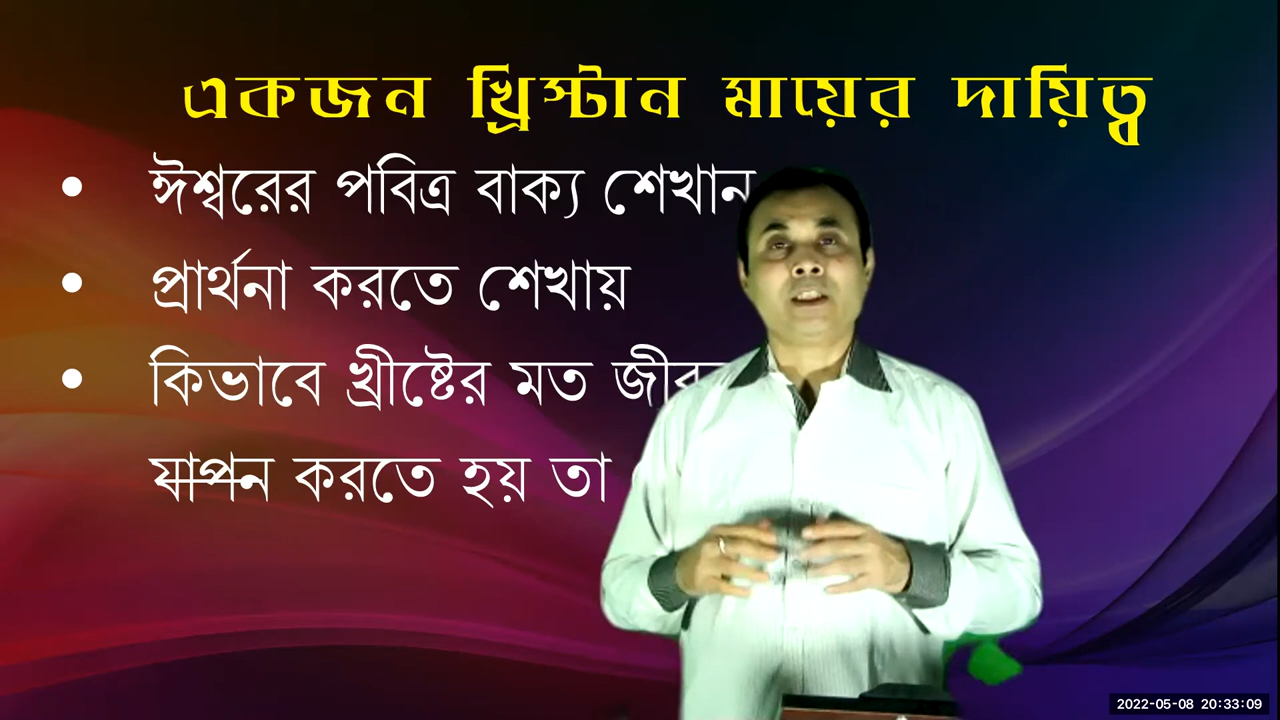 একজন খ্রিস্টান মায়ের দায়িত্ব
• ঈশ্বরের পবিত্র বাক্য শেখান
• প্রার্থনা করতে শেখায়
• কিভাবে খ্রীষ্টের মত
যাপন করতে হয় তা
2022-05-08 20:33:09